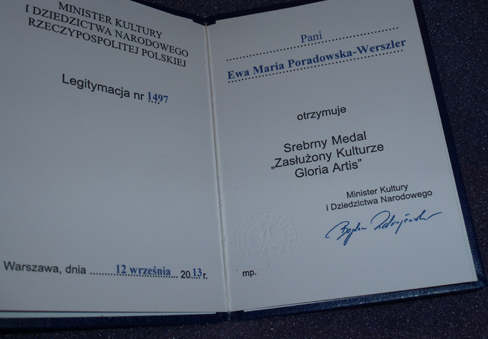 MINISTER KULTURY
I DZIEDZICTWA NARODOWEGO
RZECZYPOSPOLITEJ POLSKIEJ
Legitymacja nr 1497
Warszawa, dnia 12 września 2013r.
Pani
Ewa Maria Poradowska-Werszler
otrzymuje
Srebrny Medal
„Zasłużony Kulturze
Gloria Artis”
Minister Kultury
i Dziedzictwa Narodowego
mp.